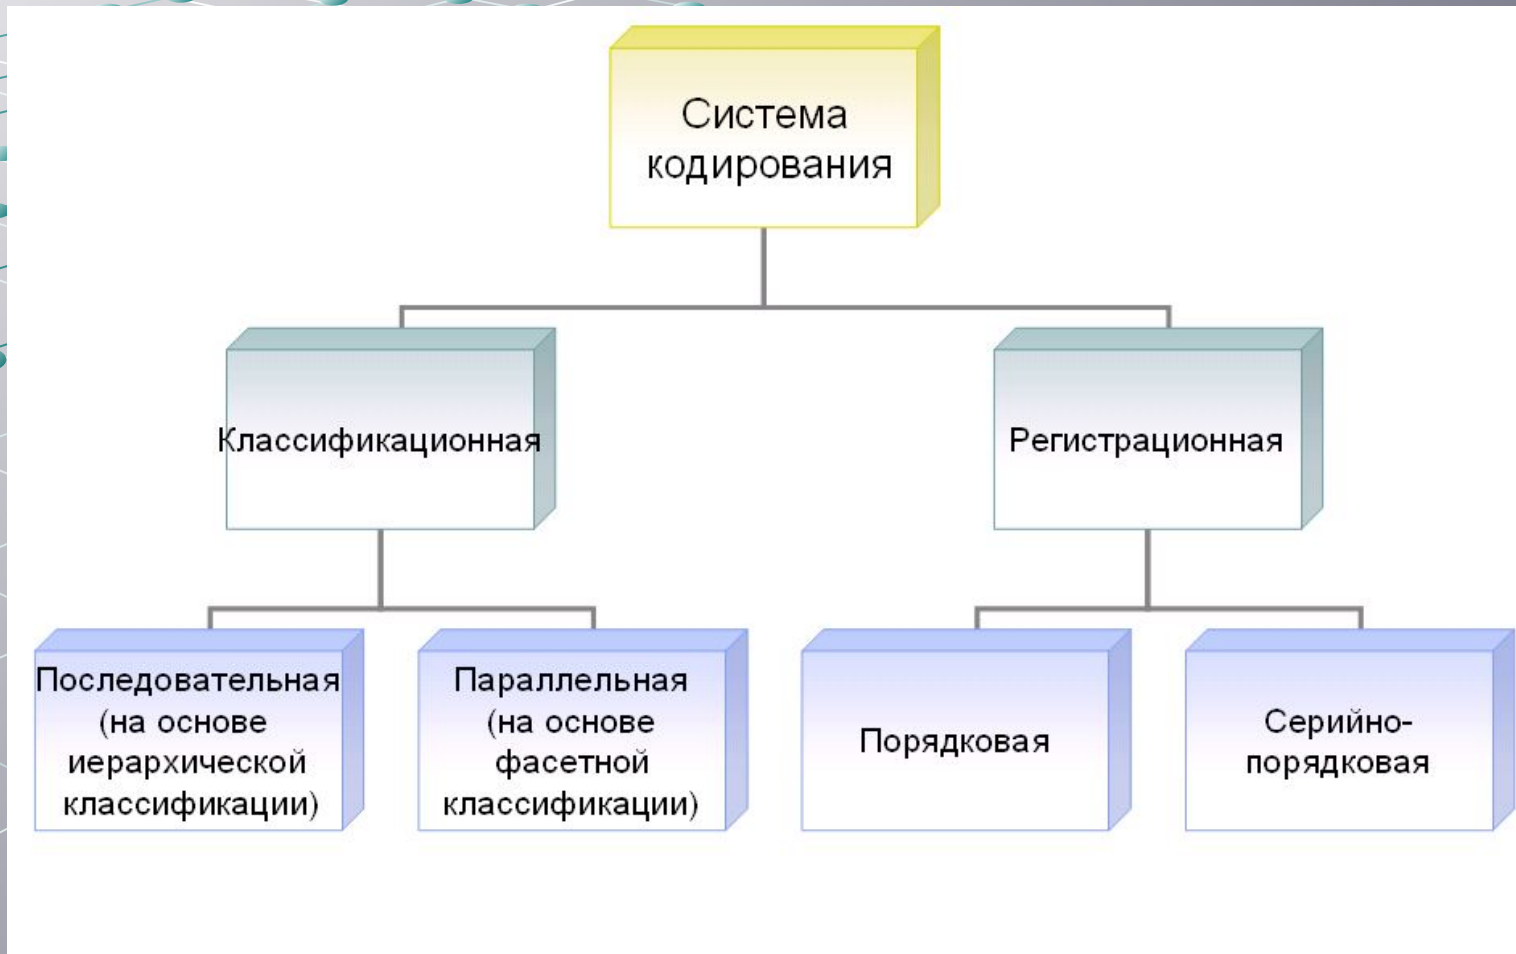 Система
кодирования
Классификационная
Регистрационная
Последовательная
(на основе
иерархической
классификации)
Параллельная
(на основе
фасетной
классификации)
Порядковая
Серийно-
порядковая